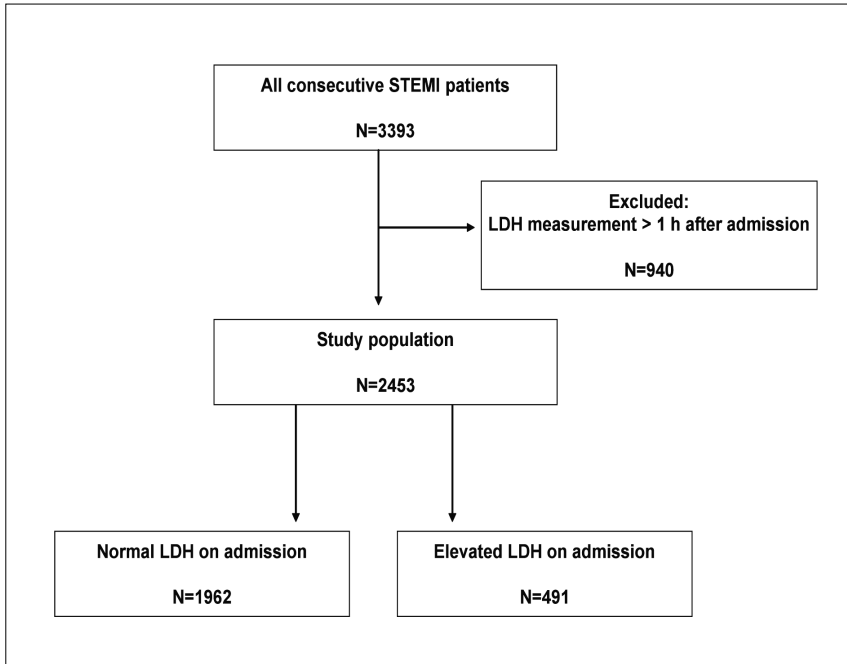 All consecutive STEMI patients
N=3393
Excluded:
LDH measurement > 1 h after admission
N=940
Study population
N=2453
Normal LDH on admission
N=1962
Elevated LDH on admission
N=491